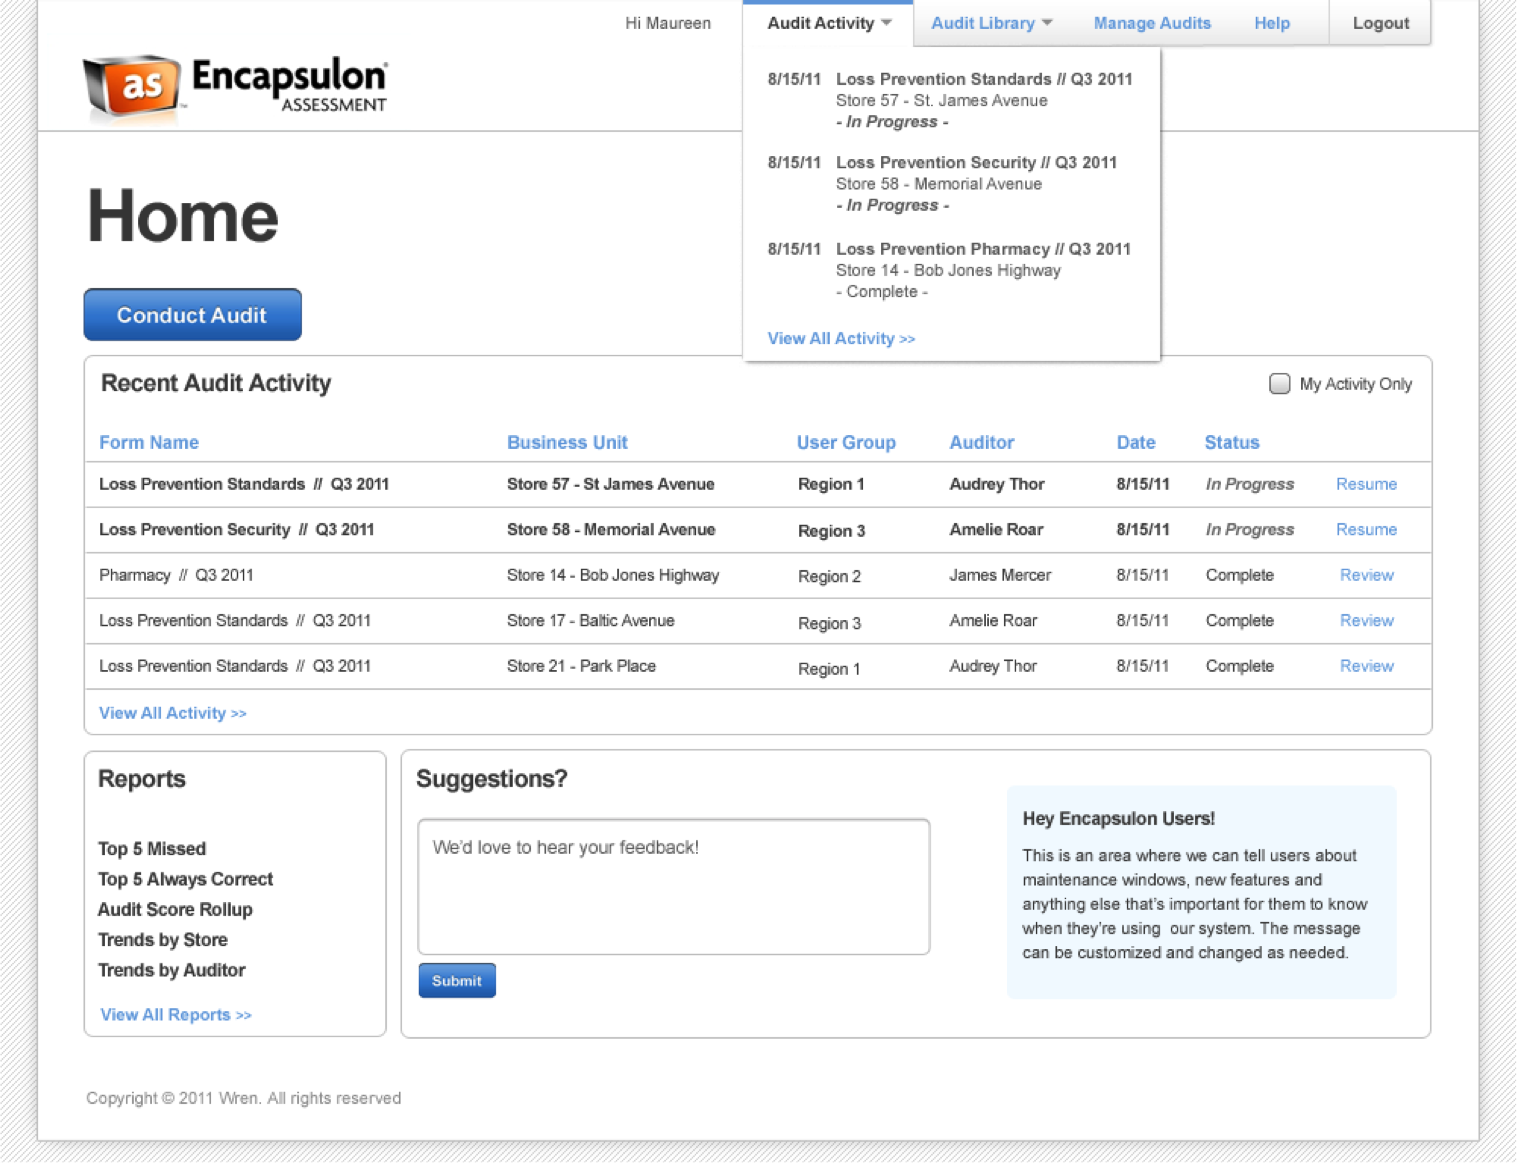 Hi Maureen
Audit Activity
Audit Library
Manage Audits
Help
Logout
as
™
Encapsulon®
ASSESSMENT
8/15/11 Loss Prevention Standards // Q3 2011
Store 57 - St. James Avenue
- In Progress -
8/15/11 Loss Prevention Security // Q3 2011
Store 58 - Memorial Avenue
- In Progress -
8/15/11 Loss Prevention Pharmacy // Q3 2011
Store 14 - Bob Jones Highway
- Complete -
View All Activity >>
Home
Conduct Audit
Recent Audit Activity
My Activity Only
Form Name Business Unit User Group Auditor Date Status
Loss Prevention Standards // Q3 2011 Store 57 - St James Avenue Region 1 Audrey Thor 8/15/11 In Progress Resume
Loss Prevention Security // Q3 2011 Store 58 - Memorial Avenue Region 3 Amelie Roar 8/15/11 In Progress Resume
Pharmacy // Q3 2011 Store 14 - Bob Jones Highway Region 2 James Mercer 8/15/11 Complete Review
Loss Prevention Standards // Q3 2011 Store 17 - Baltic Avenue Region 3 Amelie Roar 8/15/11 Complete Review
Loss Prevention Standards // Q3 2011 Store 21 - Park Place Region 1 Audrey Thor 8/15/11 Complete Review
View All Activity >>
Reports
Top 5 Missed
Top 5 Always Correct
Audit Score Rollup
Trends by Store
Trends by Auditor
View All Reports >>
Suggestions?
We'd love to hear your feedback!
Submit
Hey Encapsulon Users!
This is an area where we can tell users about
maintenance windows, new features and
anything else that's important for them to know
when they're using our system. The message
can be customized and changed as needed.
Copyright © 2011 Wren. All rights reserved